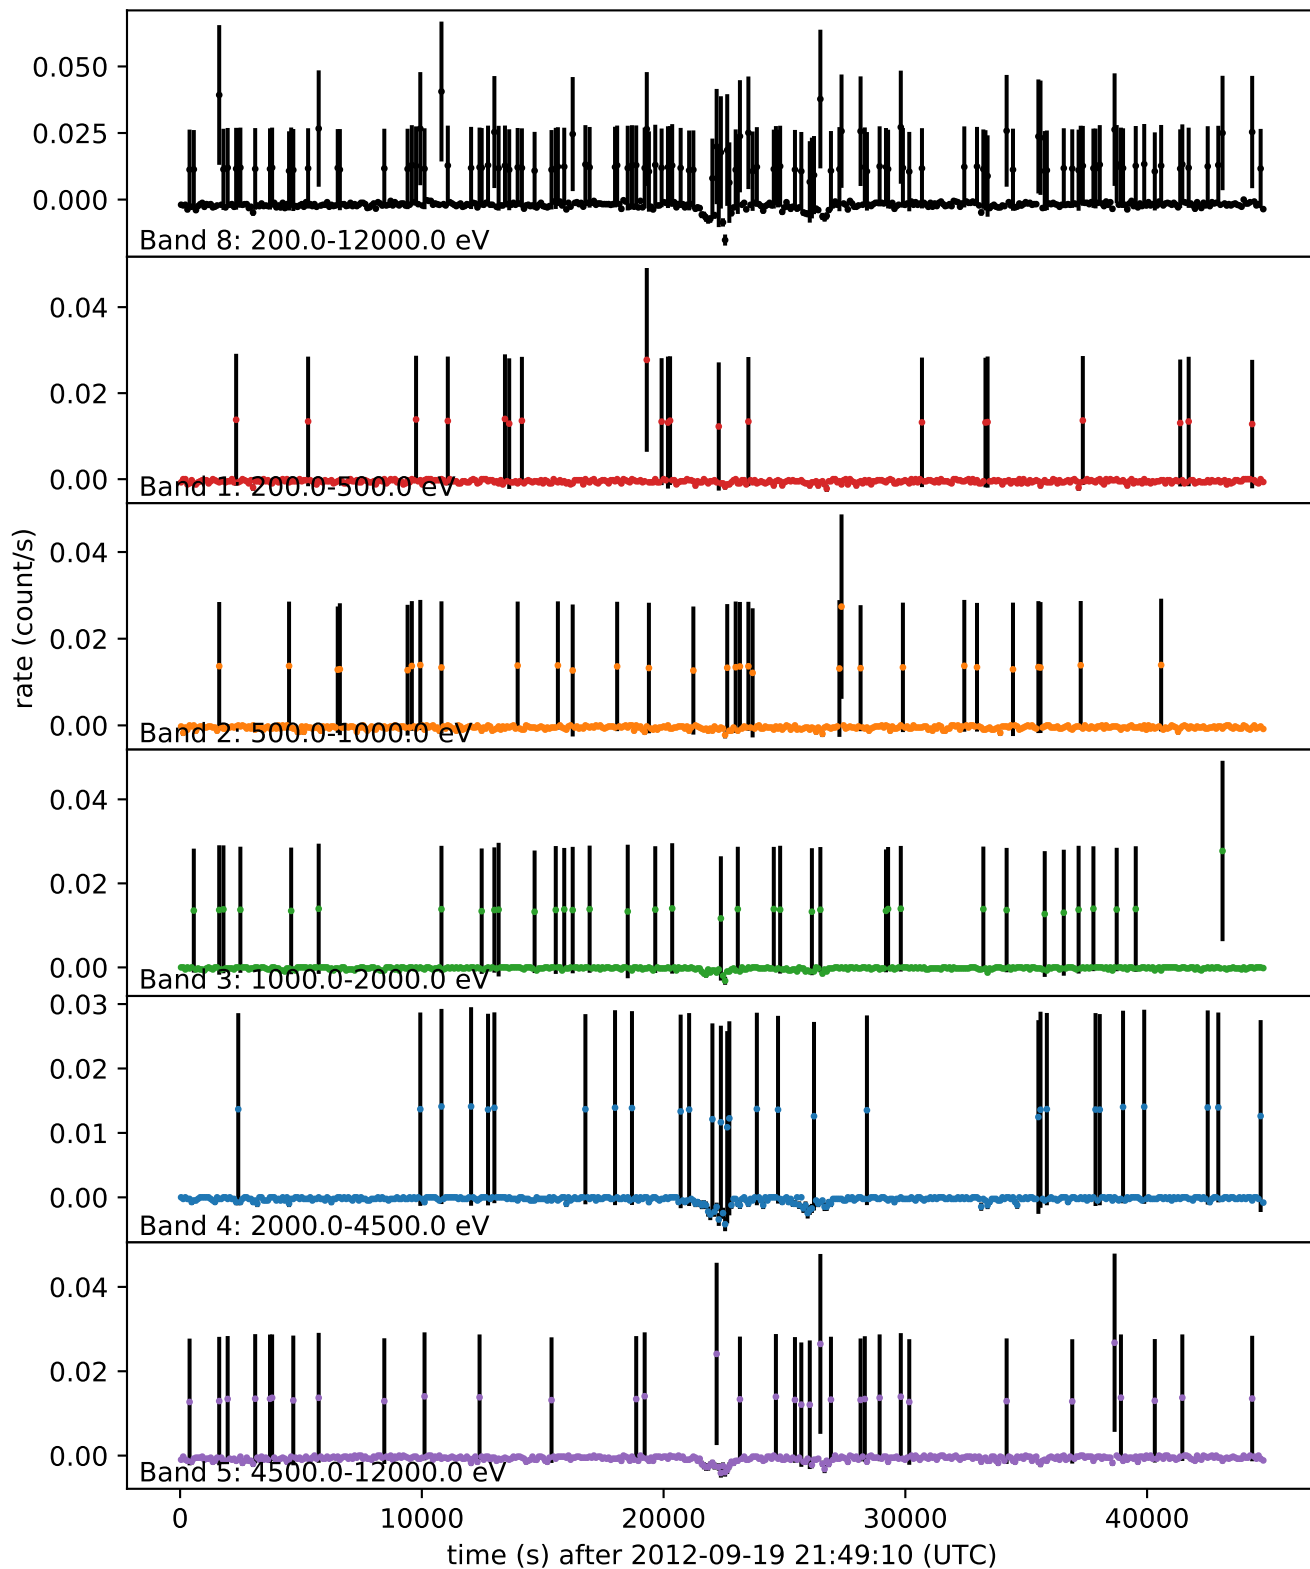 0.050
0.025
0.000
Band 8: 200.0-12000.0 eV
0.04
0.02
0.00
Band 1: 200.0-500.0 eV
rate (count/s)
0.04
0.02
0.00
Band 2: 500.0-1000.0 eV
0.04
0.02
0.00
Band 3: 1000.0-2000.0 eV
0.03
0.02
0.01
0.00
Band 4: 2000.0-4500.0 eV
0.04
0.02
0.00
Band 5: 4500.0-12000.0 eV
0 10000 20000 30000 40000
time (s) after 2012-09-19 21:49:10 (UTC)